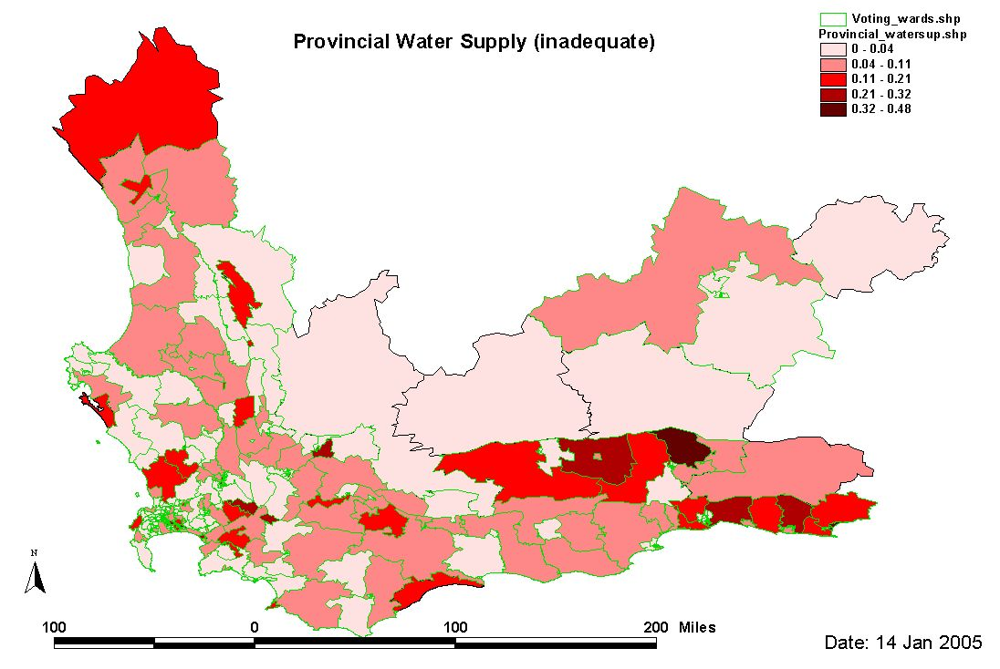 Provincial Water Supply (inadequate)
Voting_wards.shp
Provincial_watersup.shp
0 - 0.04
0.04 - 0.11
0.11 - 0.21
0.21 - 0.32
0.32 - 0.48
N
100 0 100 200 Miles
Date: 14 Jan 2005